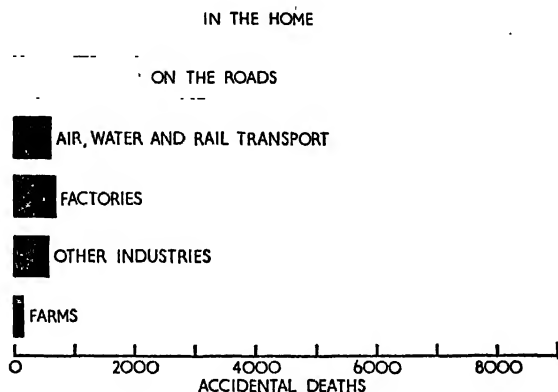 IN THE HOME
ON THE ROADS
AIR, WATER AND RAIL TRANSPORT
FACTORIES
OTHER INDUSTRIES
FARMS
0 2000 4000 6000 8000
ACCIDENTAL DEATHS